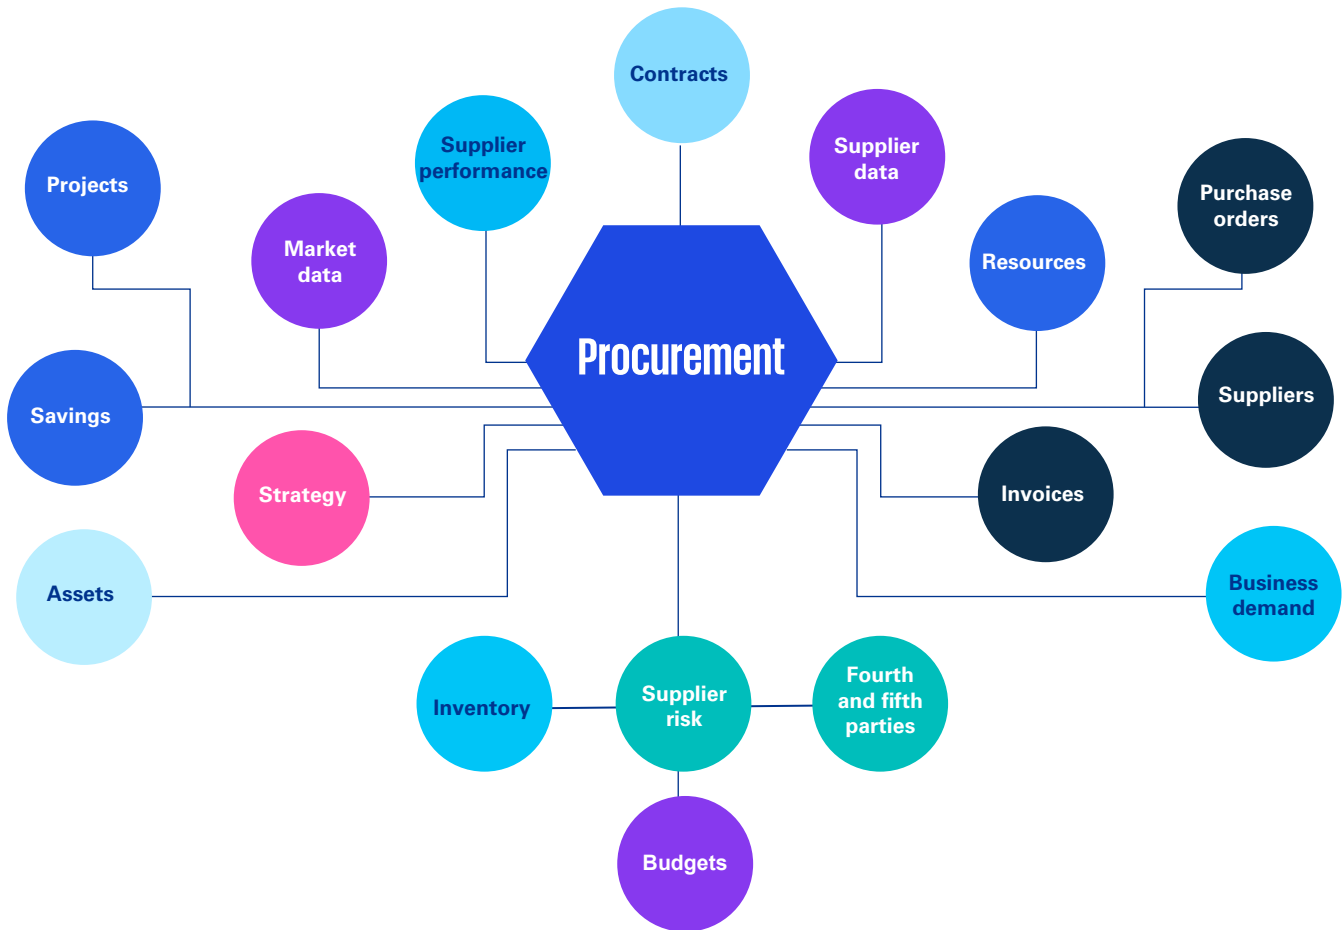 Contracts
Supplier
performance
Supplier
data
Projects
Purchase
orders
Market
data
Resources
Procurement
Savings
Suppliers
Strategy
Invoices
Assets
Business
demand
Inventory
Supplier
risk
Fourth
and fifth
parties
Budgets